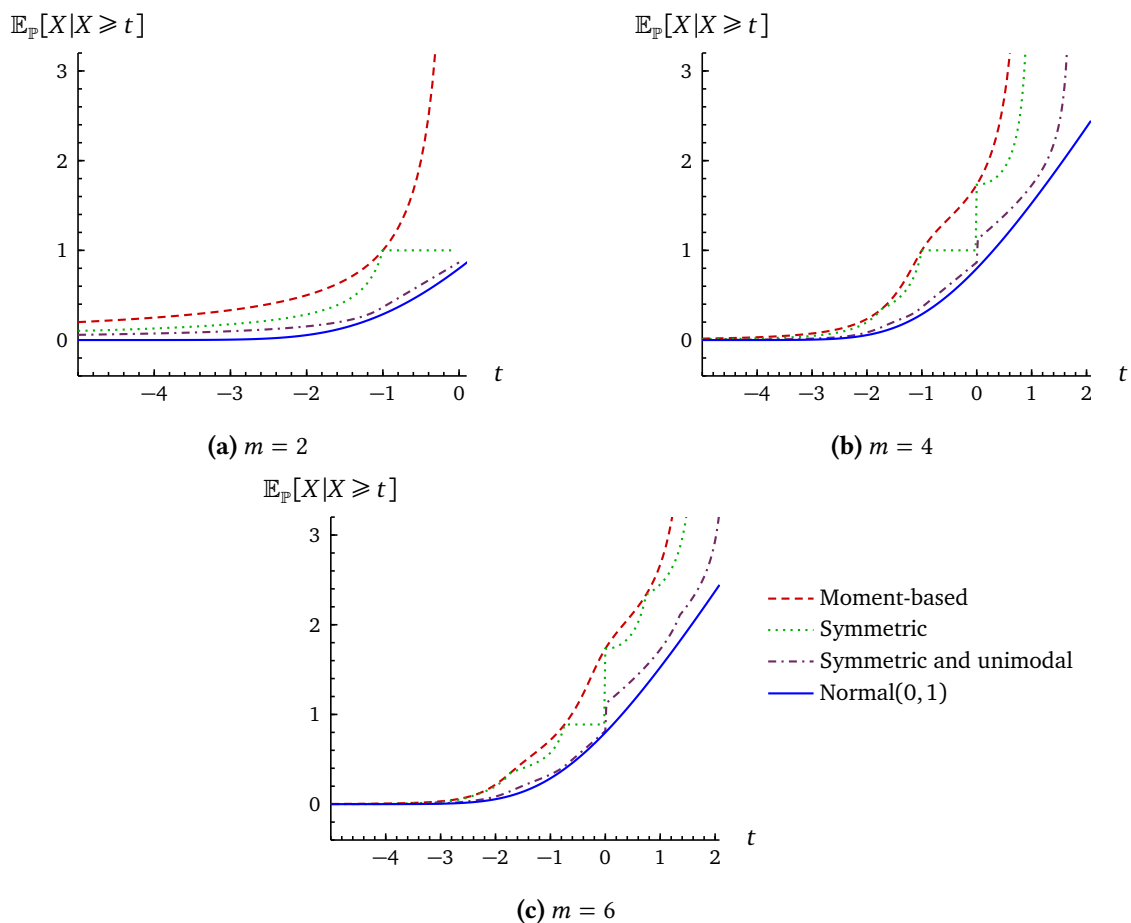 𝔼ℙ[X|X ⩾ t]
3
2
1
0
−4 −3 −2 −1 0
t
(a) m = 2
𝔼ℙ[X|X ⩾ t]
3
2
1
0
−4 −3 −2 −1 0 1 2
t
(b) m = 4
𝔼ℙ[X|X ⩾ t]
3
2
1
0
−4 −3 −2 −1 0 1 2
t
(c) m = 6
Moment-based
Symmetric
Symmetric and unimodal
Normal(0, 1)